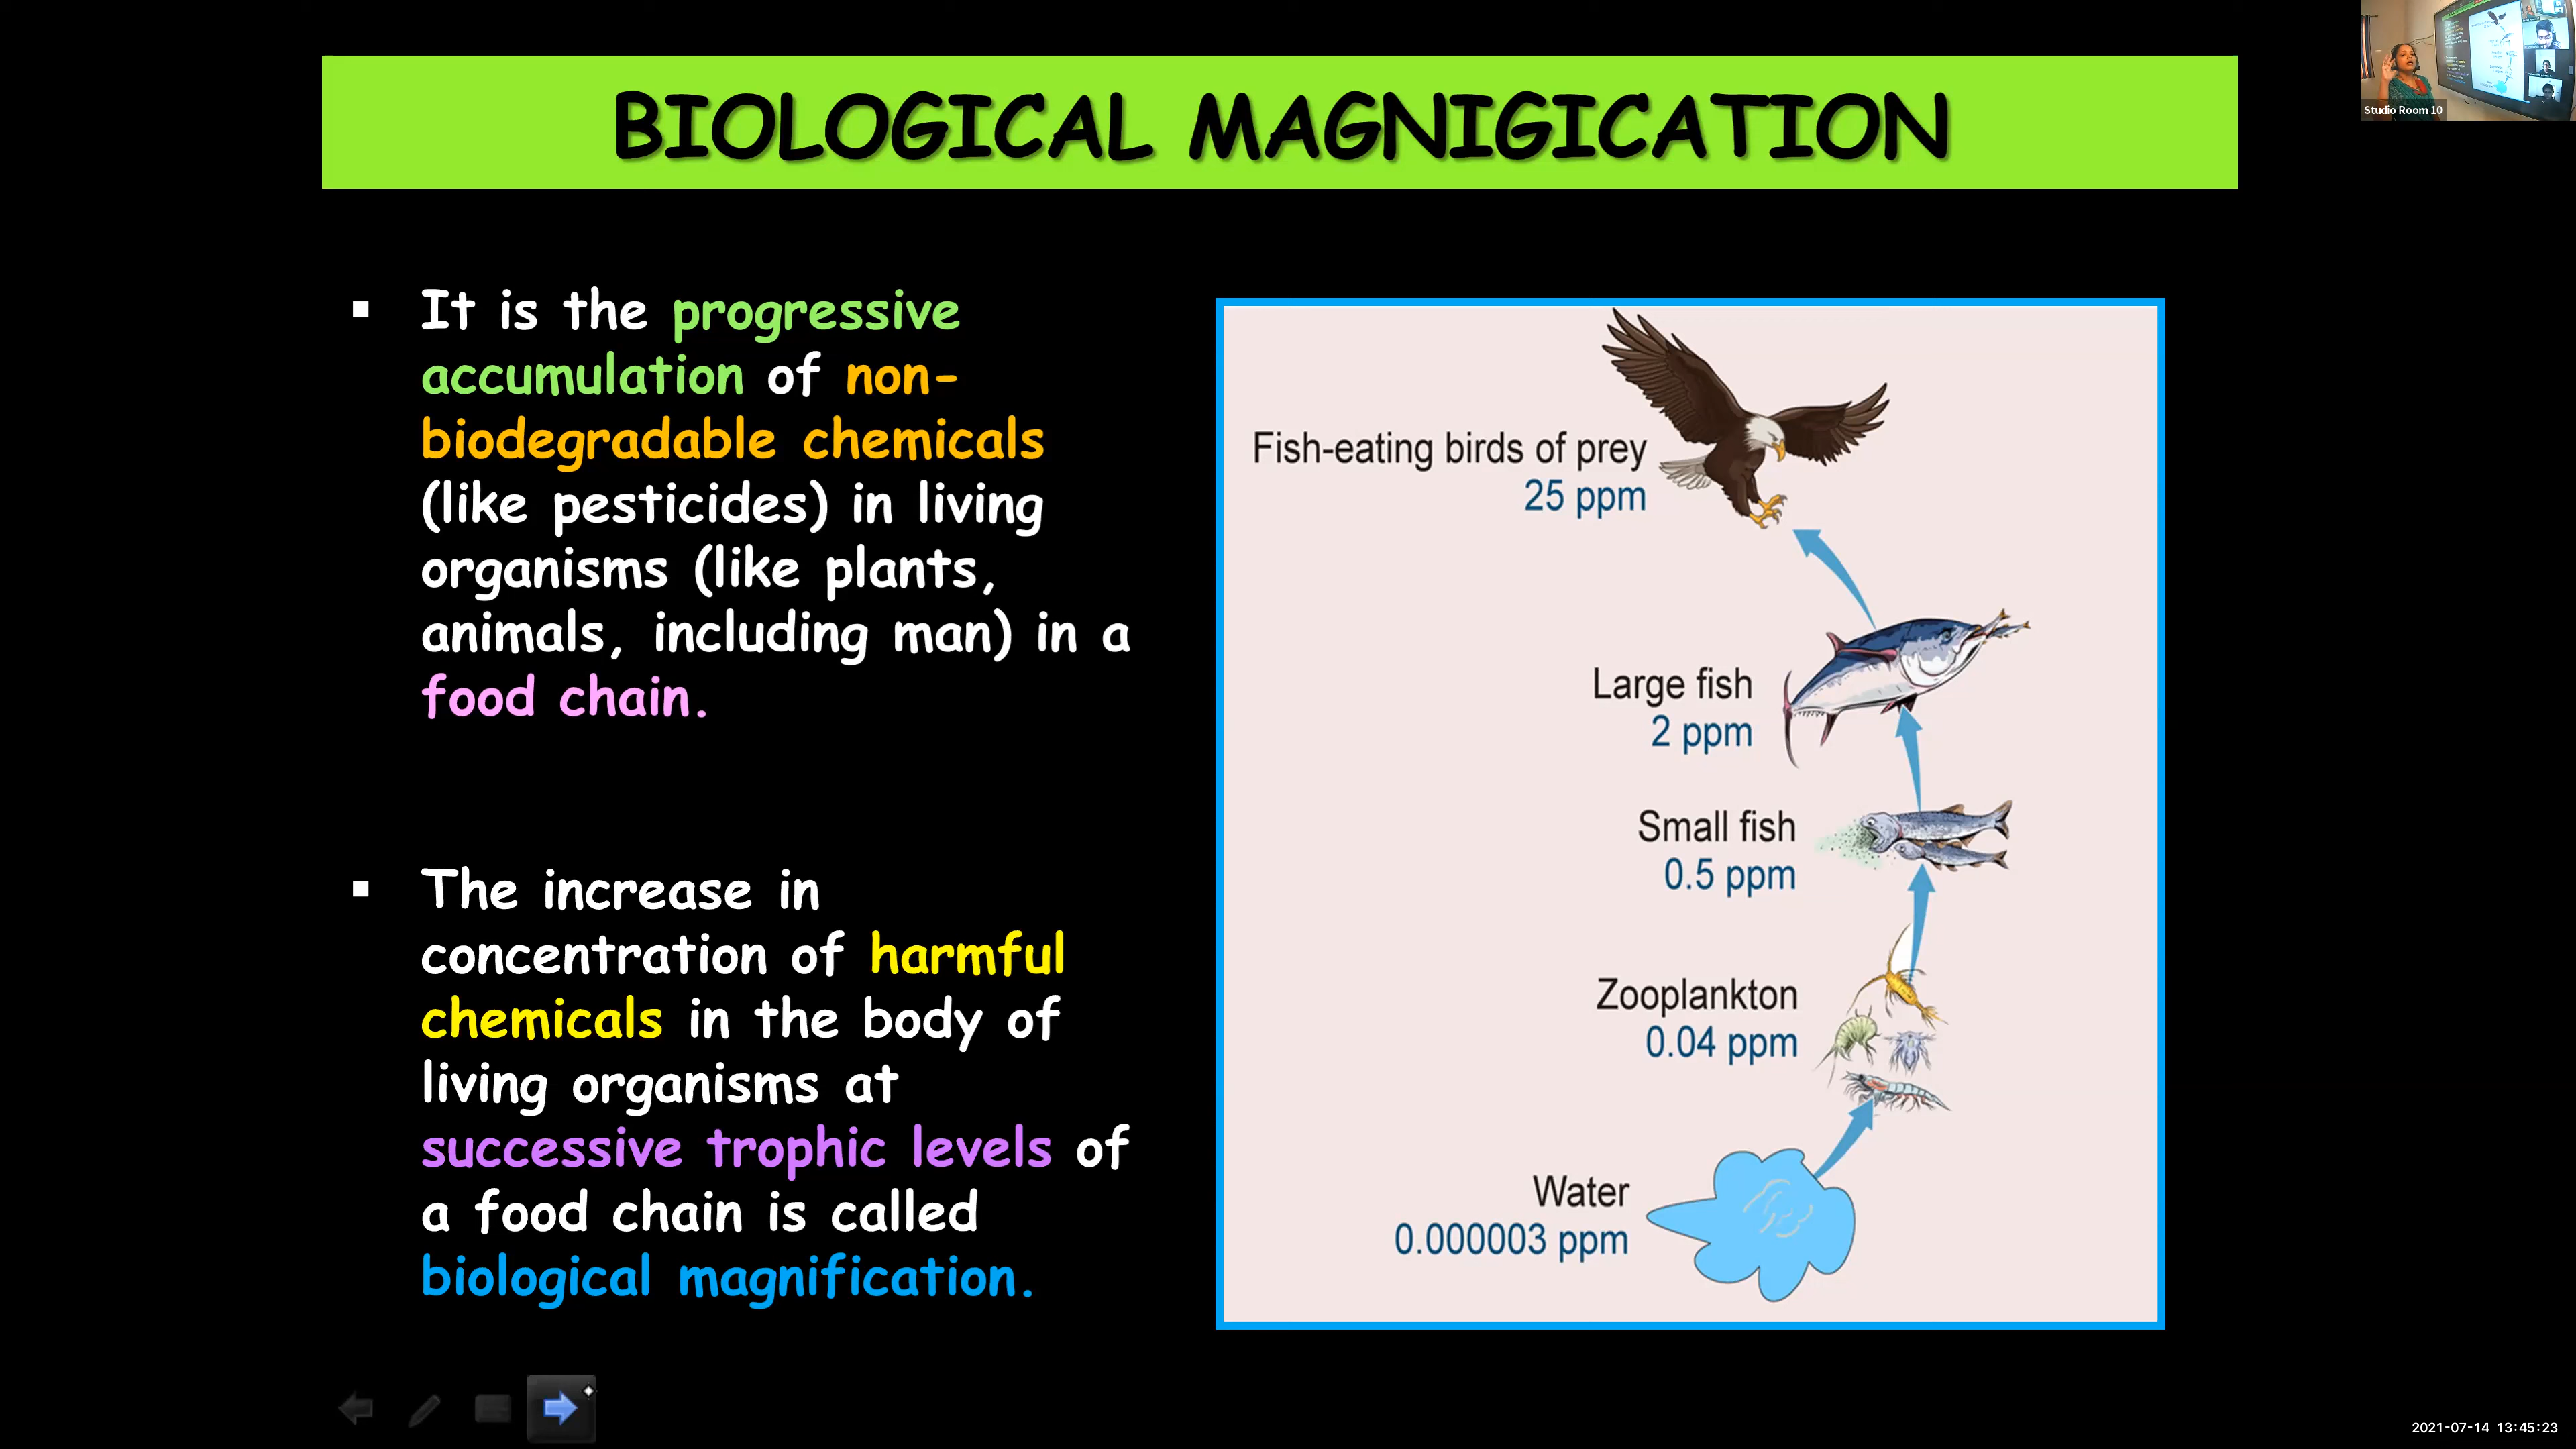 BIOLOGICAL MAGNIGICATION
Studio Room 10
▪ It is the progressive
accumulation of non-
biodegradable chemicals
(like pesticides) in living
organisms (like plants,
animals, including man) in a
food chain.
▪ The increase in
concentration of harmful
chemicals in the body of
living organisms at
successive trophic levels of
a food chain is called
biological magnification.
Fish-eating birds of prey
25 ppm
Large fish
2 ppm
Small fish
0.5 ppm
Zooplankton
0.04 ppm
Water
0.000003 ppm
2021-07-14 13:45:23